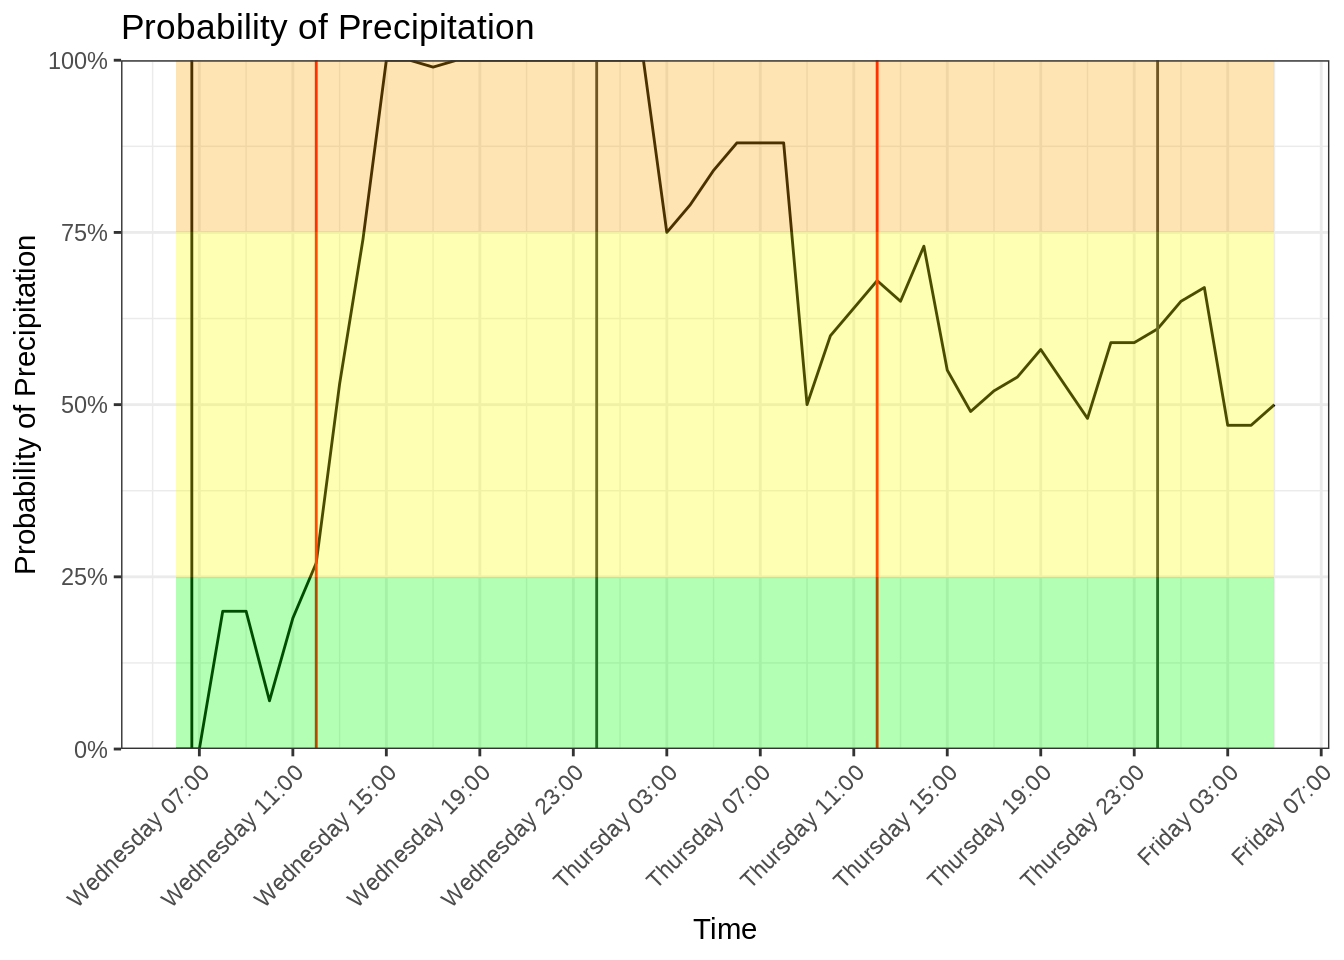 Probability of Precipitation
Probability of Precipitation
100%
75%
50%
25%
0%
Wednesday 07:00
Wednesday 11:00
Wednesday 15:00
Wednesday 19:00
Wednesday 23:00
Thursday 03:00
Thursday 07:00
Thursday 11:00
Thursday 15:00
Thursday 19:00
Thursday 23:00
Friday 03:00
Friday 07:00
Time